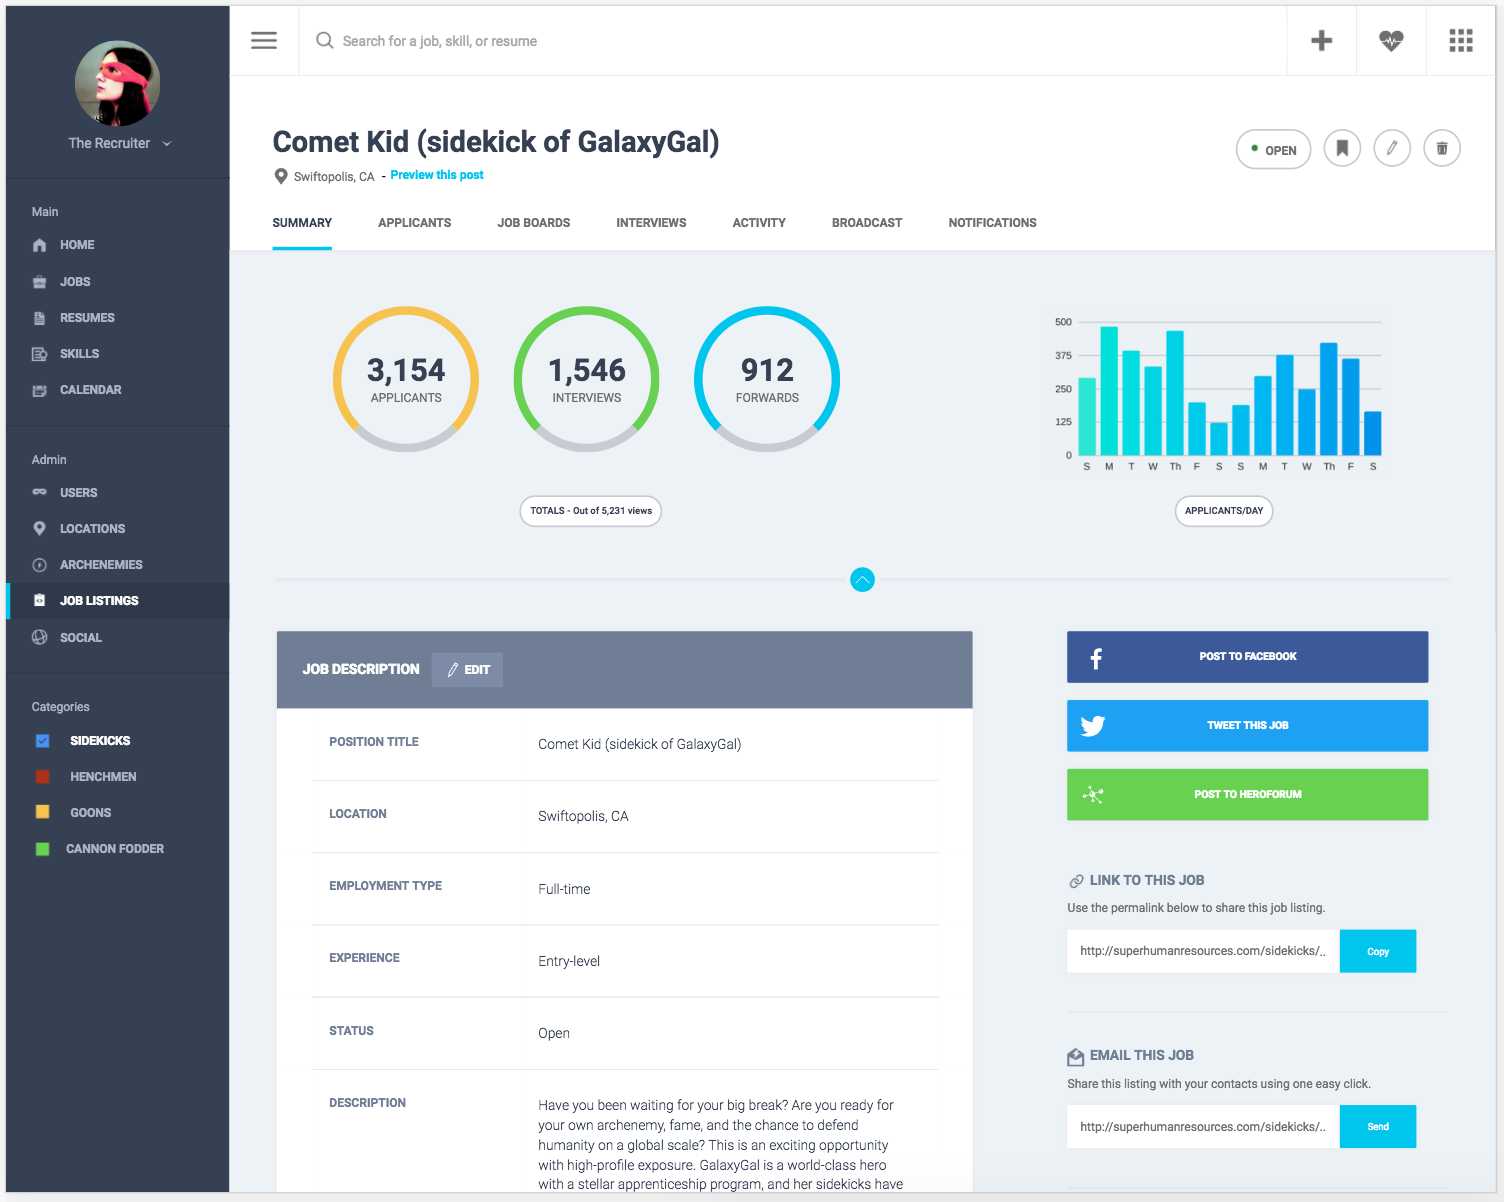 The Recruiter
Main
HOME
JOBS
RESUMES
SKILLS
CALENDAR
Admin
USERS
LOCATIONS
ARCHENEMIES
JOB LISTINGS
SOCIAL
Categories
SIDEKICKS
HENCHMEN
GOONS
CANNON FODDER
Search for a job, skill, or resume
Comet Kid (sidekick of GalaxyGal)
OPEN
Swiftopolis, CA - Preview this post
SUMMARY APPLICANTS JOB BOARDS INTERVIEWS ACTIVITY BROADCAST NOTIFICATIONS
3,154
APPLICANTS
1,546
INTERVIEWS
912
FORWARDS
TOTALS - Out of 5,231 views
500
375
250
125
0
S M T W Th F S S M T W Th F S
APPLICANTS/DAY
JOB DESCRIPTION EDIT
POSITION TITLE Comet Kid (sidekick of GalaxyGal)
LOCATION Swiftopolis, CA
EMPLOYMENT TYPE Full-time
EXPERIENCE Entry-level
STATUS Open
DESCRIPTION Have you been waiting for your big break? Are you ready for
your own archenemy, fame, and the chance to defend
humanity on a global scale? This is an exciting opportunity
with high-profile exposure. GalaxyGal is a world-class hero
with a stellar apprenticeship program, and her sidekicks have
POST TO FACEBOOK
TWEET THIS JOB
POST TO HEROFORUM
LINK TO THIS JOB
Use the permalink below to share this job listing.
http://superhumanresources.com/sidekicks/.. Copy
EMAIL THIS JOB
Share this listing with your contacts using one easy click.
http://superhumanresources.com/sidekicks/.. Send